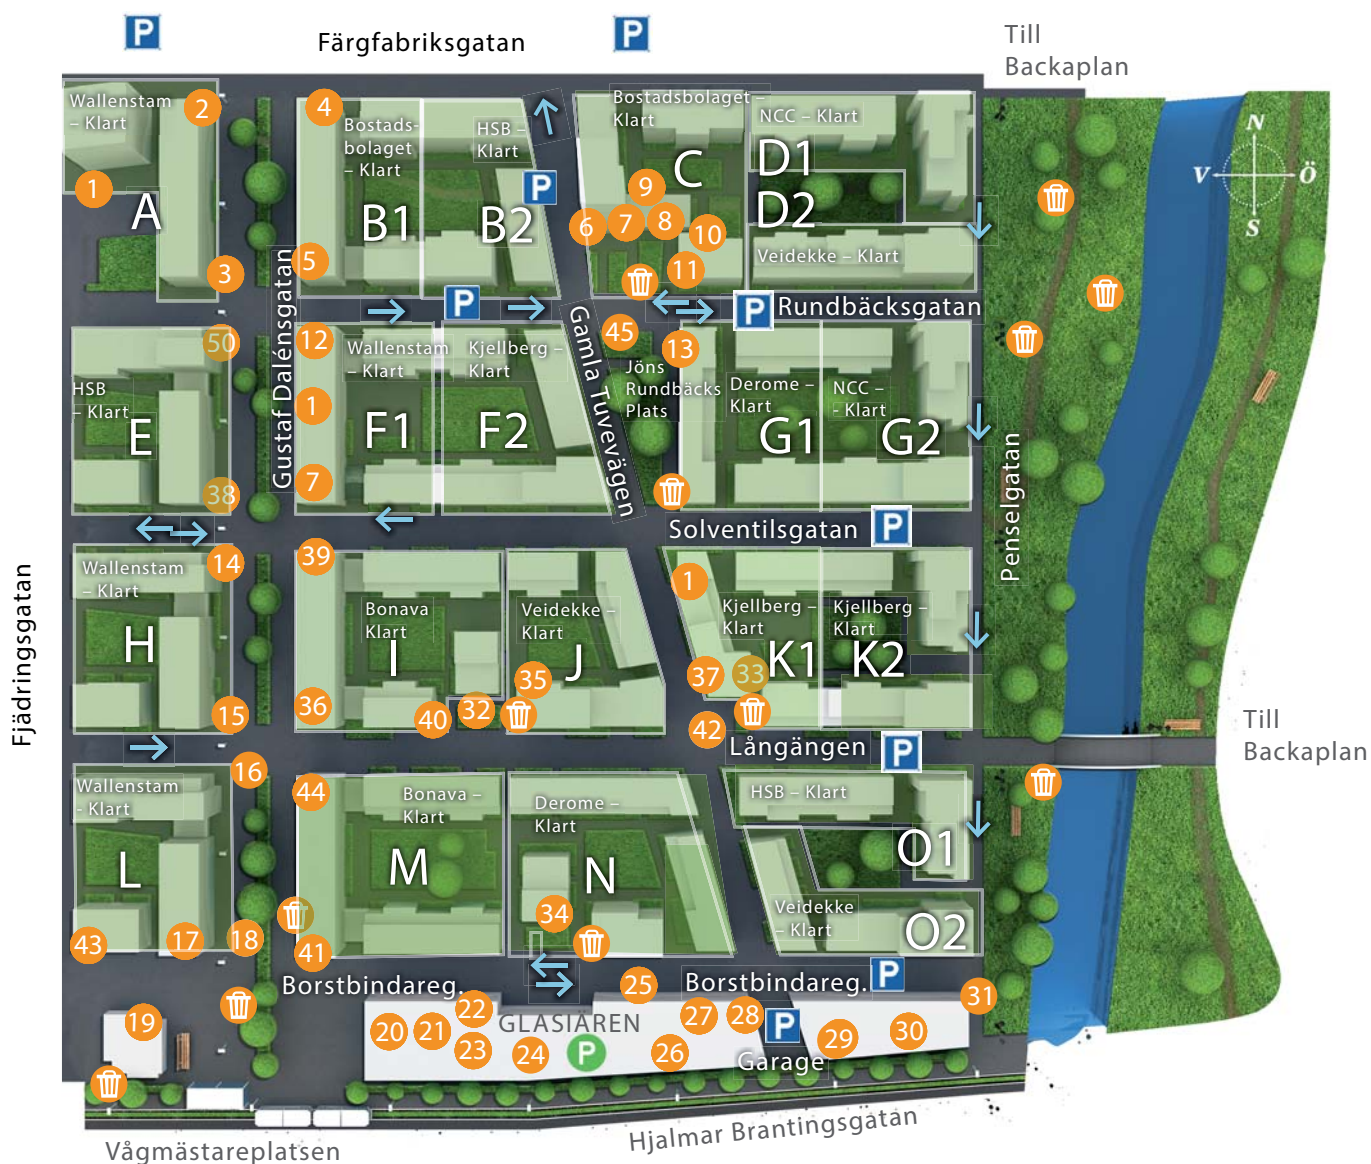 P
P
Färgfabriksgatan
Till
Backaplan
Wallenstam
– Klart
2
1
A
3
4
Bostads-
bolaget
– Klart
B1
5
HSB –
Klart
B2
P
Bostadsbolaget –
Klart
C
9
6
7
8
10
11
NCC – Klart
D1
D2
Veidekke – Klart
N
V
Ö
S
Gustaf Dalénsgatan
P
Gamla Tuvevägen
P
Rundbäcksgatan
HSB
– Klart
50
E
38
12
Wallenstam
– Klart
1
F1
7
Kjellberg –
Klart
F2
45
13
Jöns
Rundbäcks
Plats
Derome –
Klart
G1
NCC –
- Klart
G2
Penselgatan
Solventilsgatan
P
Fjädringsgatan
Wallenstam
– Klart
14
H
15
39
Bonava
Klart
I
36
40
32
Veidekke –
Klart
J
35
1
Kjellberg –
Klart
K1
37
33
42
Kjellberg –
Klart
K2
Långängen
P
Till
Backaplan
16
Wallenstam
- Klart
L
43
17
18
44
Bonava –
Klart
M
41
Derome –
Klart
N
34
HSB – Klart
O1
Veidekke
– Klart
O2
Borstbindareg.
25
Borstbindareg.
P
31
19
20
21
22
23
GLASIÄREN
24
P
26
27
28
P
Garage
29
30
Vågmästareplatsen
Hjalmar Brantingsgatan